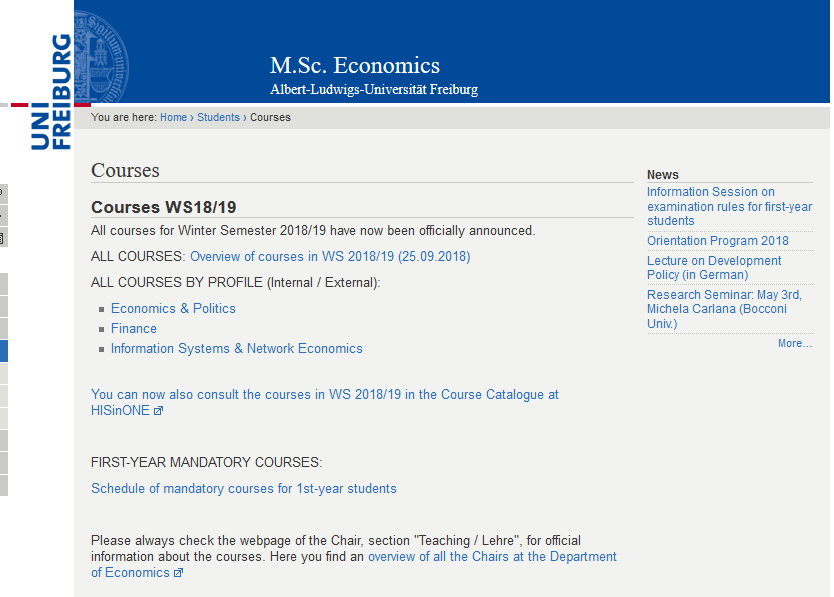 UNI
FREIBURG
M.Sc. Economics
Albert-Ludwigs-Universität Freiburg
You are here: Home › Students › Courses
Courses
Courses WS18/19
All courses for Winter Semester 2018/19 have now been officially announced.
ALL COURSES: Overview of courses in WS 2018/19 (25.09.2018)
ALL COURSES BY PROFILE (Internal / External):
Economics & Politics
Finance
Information Systems & Network Economics
You can now also consult the courses in WS 2018/19 in the Course Catalogue at
HISinONE
FIRST-YEAR MANDATORY COURSES:
Schedule of mandatory courses for 1st-year students
Please always check the webpage of the Chair, section "Teaching / Lehre", for official
information about the courses. Here you find an overview of all the Chairs at the Department
of Economics
News
Information Session on
examination rules for first-year
students
Orientation Program 2018
Lecture on Development
Policy (in German)
Research Seminar: May 3rd,
Michela Carlana (Bocconi
Univ.)
More…